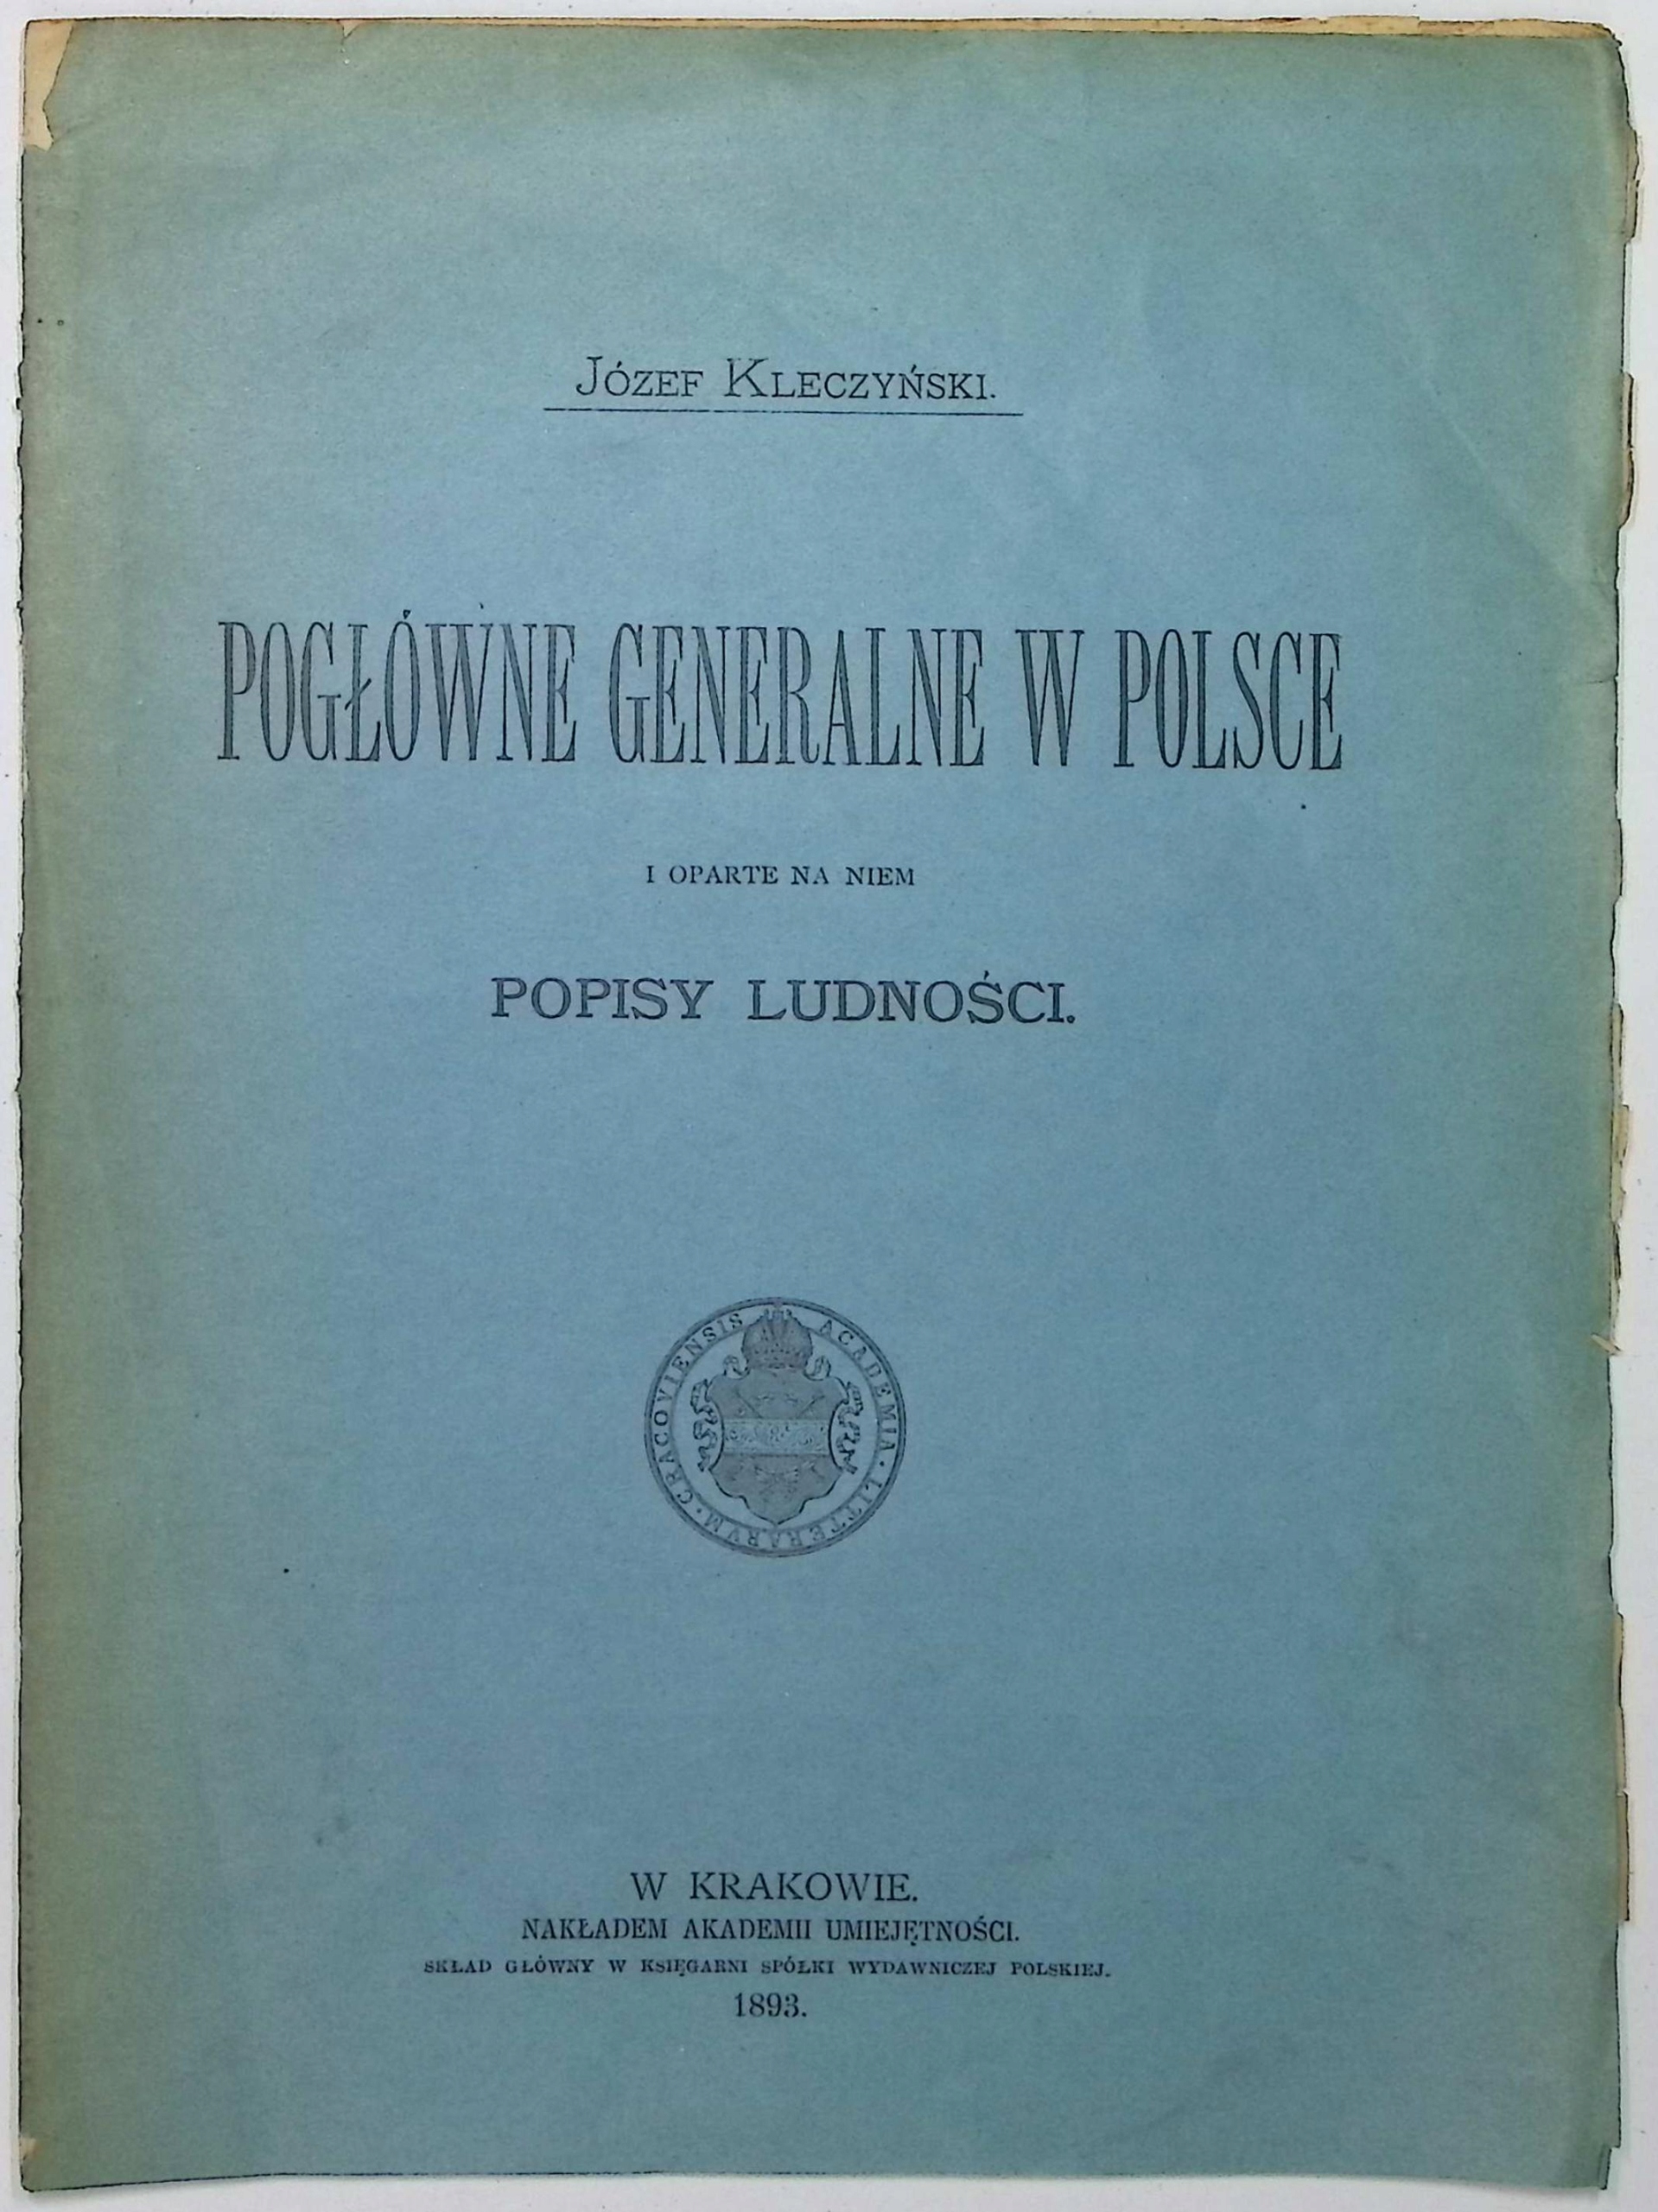 JÓZEF KLECZYŃSKI.
POGŁÓWNE GENERALNE W POLSCE
I OPARTE NA NIEM
POPISY LUDNOŚCI.
ACADEMIA · LITTERARVM · CRACOVIENSIS
W KRAKOWIE.
NAKŁADEM AKADEMII UMIEJĘTNOŚCI.
SKŁAD GŁÓWNY W KSIĘGARNI SPÓŁKI WYDAWNICZEJ POLSKIEJ.
1893.